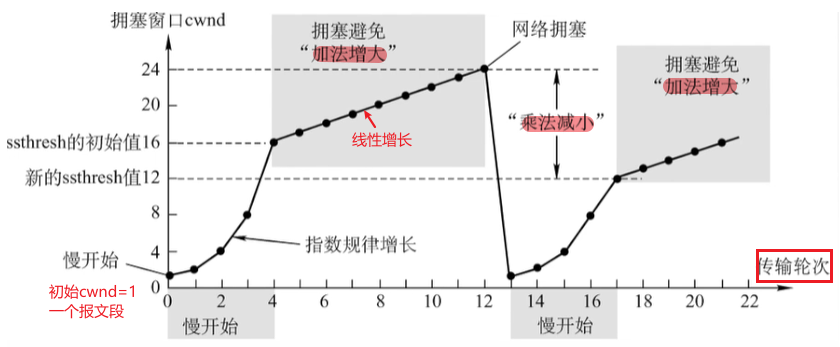 拥塞窗口cwnd
拥塞避免
“加法增大”
网络拥塞
拥塞避免
“加法增大”
24
20
ssthresh的初始值16
线性增长
“乘法减小”
新的ssthresh值12
8
指数规律增长
4
慢开始
传输轮次
0
初始cwnd=1
一个报文段
0 2 4 6 8 10 12 14 16 18 20 22
慢开始
慢开始